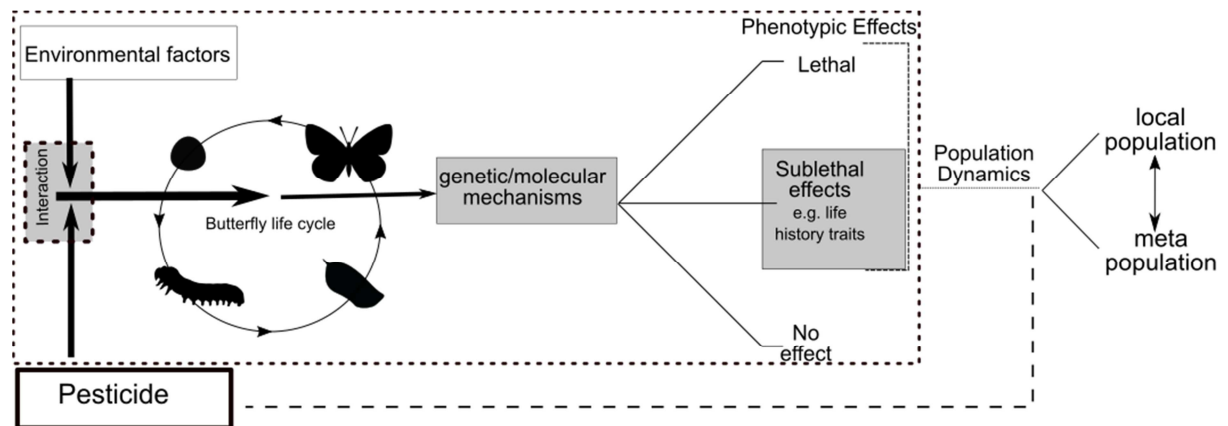 Environmental factors
Interaction
Butterfly life cycle
genetic/molecular
mechanisms
Phenotypic Effects
Lethal
Sublethal
effects
e.g. life
history traits
No
effect
Population
Dynamics
local
population
meta
population
Pesticide